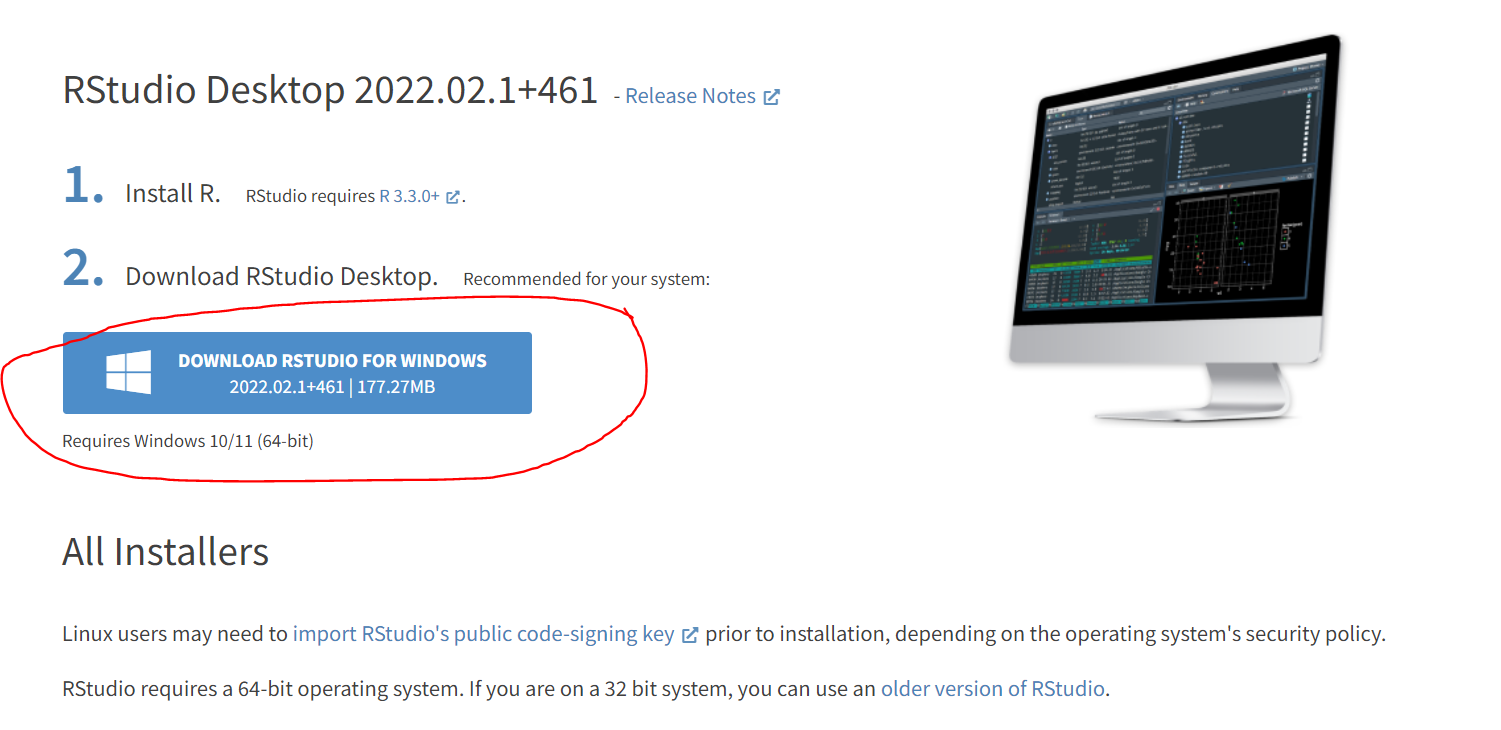 RStudio Desktop 2022.02.1+461 - Release Notes
1. Install R. RStudio requires R 3.3.0+.
2. Download RStudio Desktop. Recommended for your system:
DOWNLOAD RSTUDIO FOR WINDOWS
2022.02.1+461 | 177.27MB
Requires Windows 10/11 (64-bit)
All Installers
Linux users may need to import RStudio's public code-signing key prior to installation, depending on the operating system's security policy.
RStudio requires a 64-bit operating system. If you are on a 32 bit system, you can use an older version of RStudio.